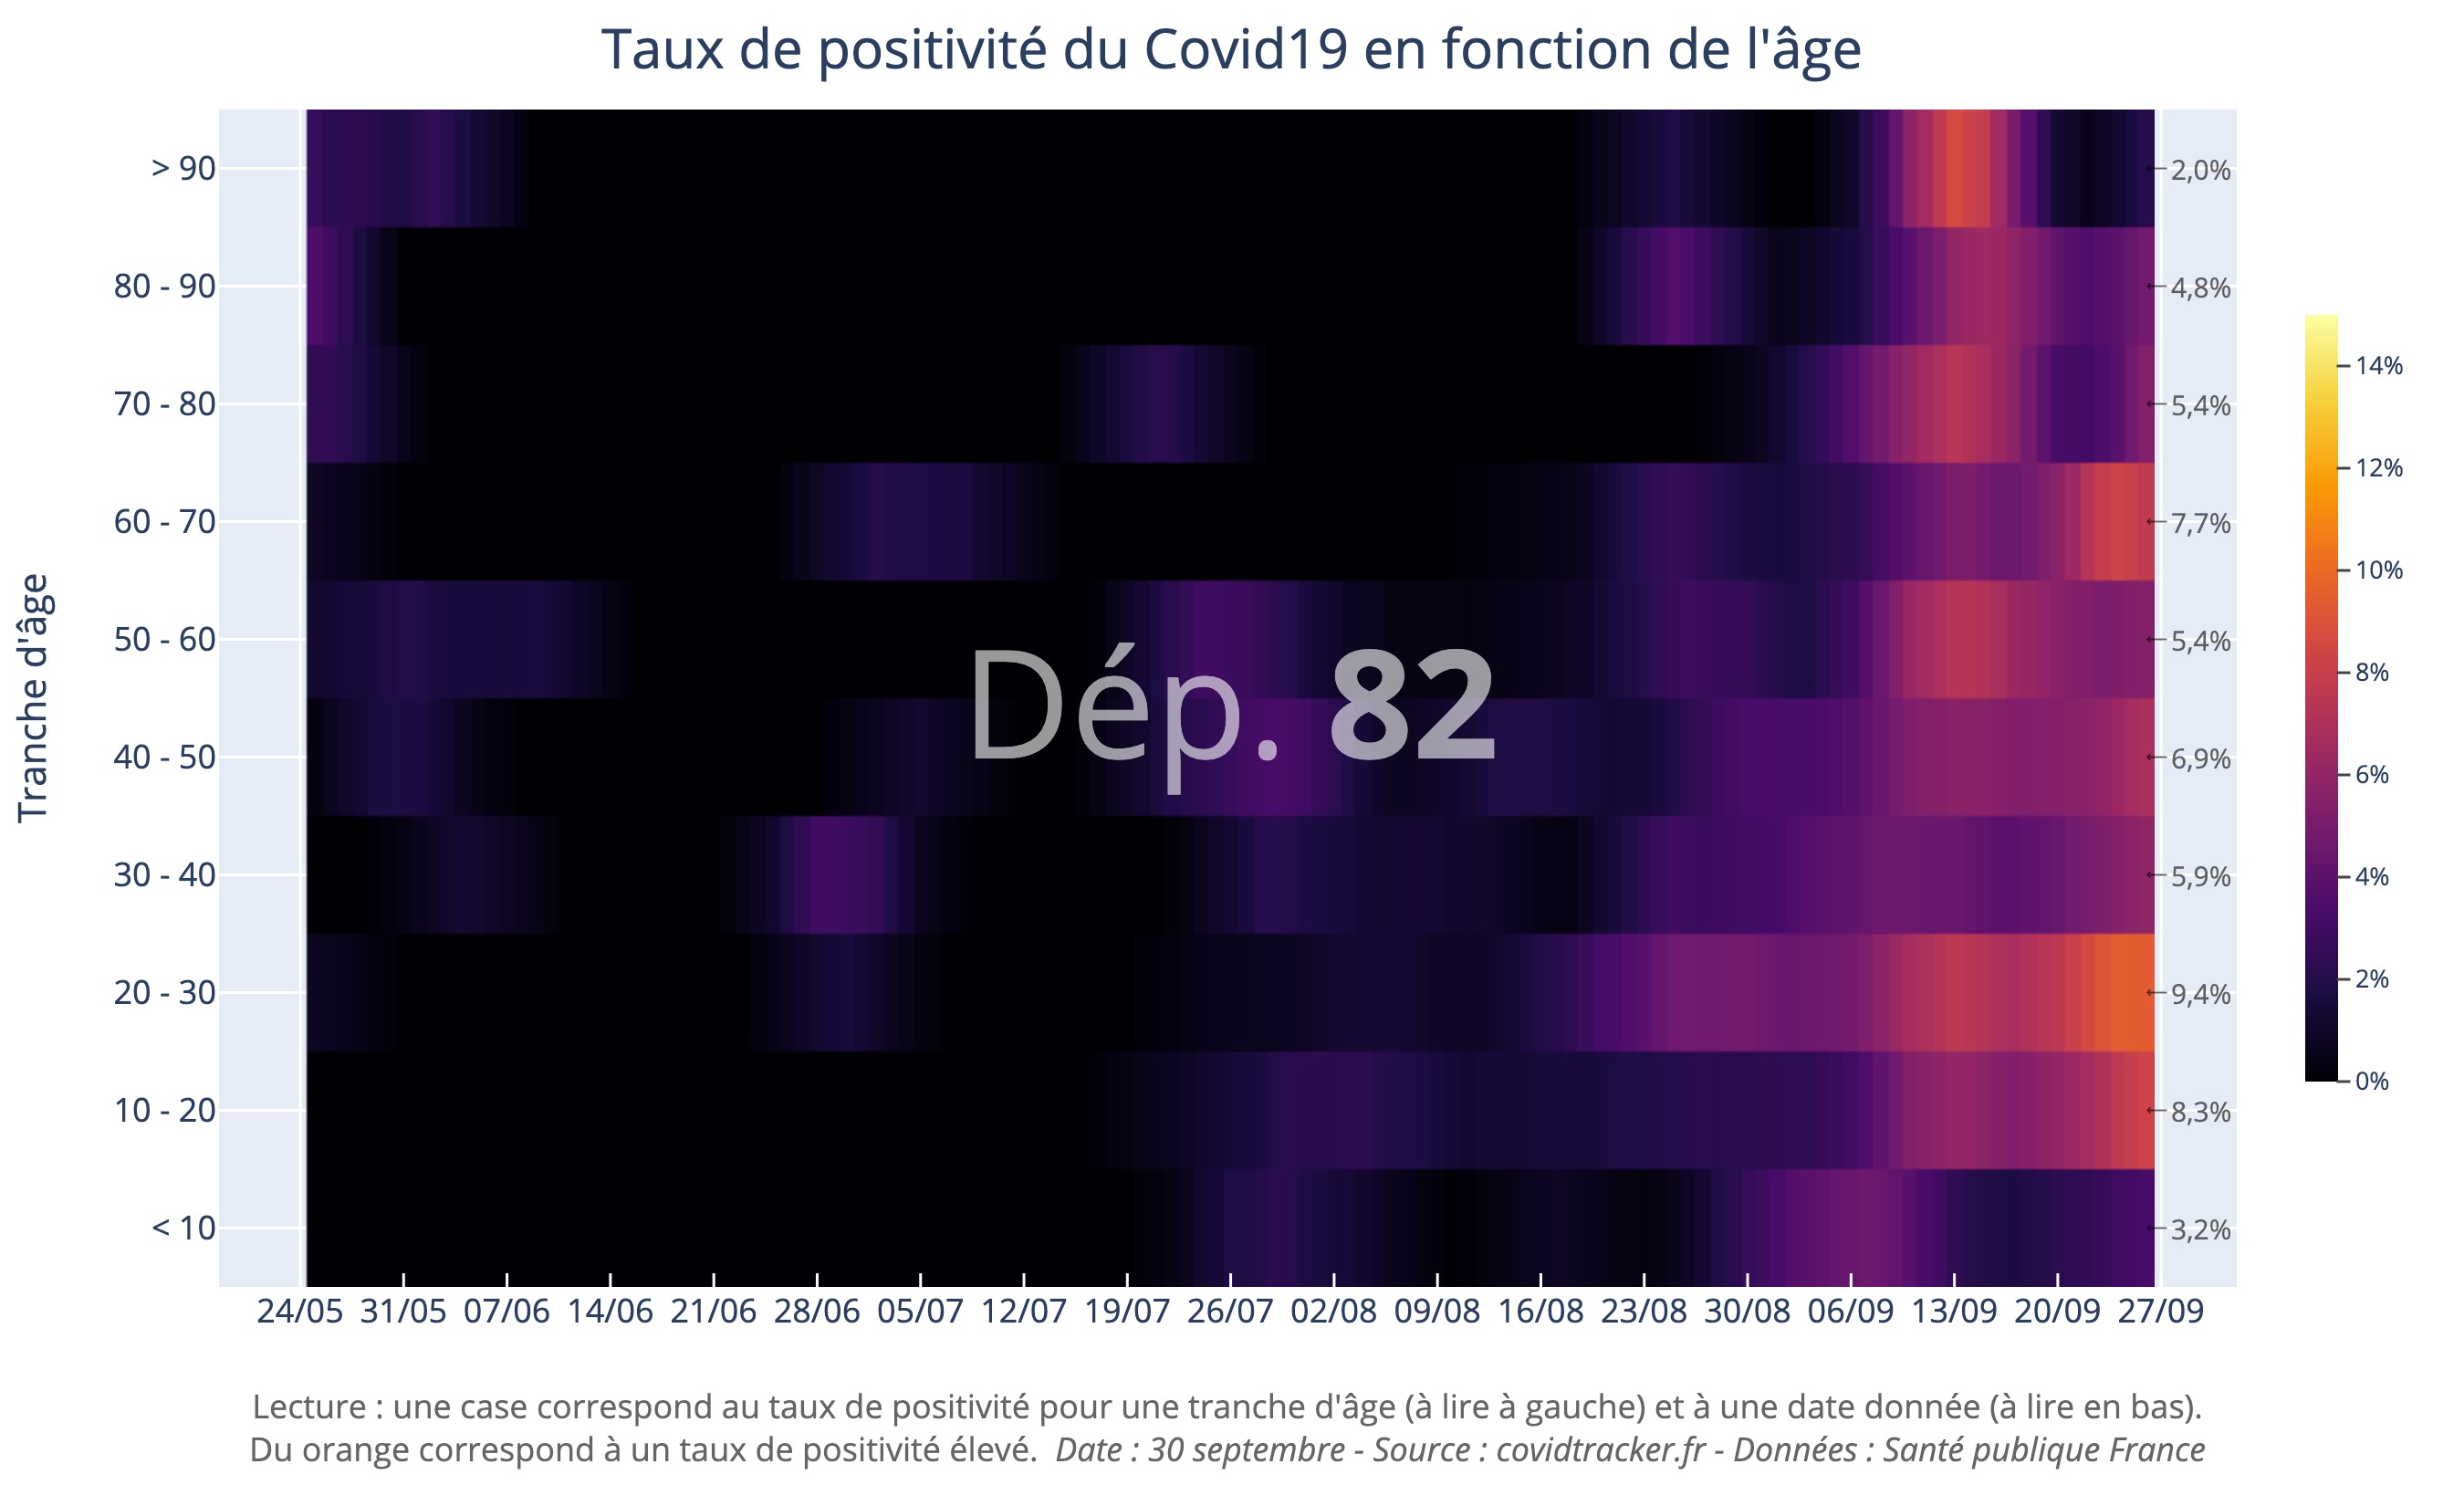 Taux de positivité du Covid19 en fonction de l'âge
> 90
80 - 90
70 - 80
60 - 70
50 - 60
40 - 50
30 - 40
20 - 30
10 - 20
< 10
Tranche d'âge
Dép. 82
2,0%
4,8%
5,4%
7,7%
5,4%
6,9%
5,9%
9,4%
8,3%
3,2%
14%
12%
10%
8%
6%
4%
2%
0%
24/05 31/05 07/06 14/06 21/06 28/06 05/07 12/07 19/07 26/07 02/08 09/08 16/08 23/08 30/08 06/09 13/09 20/09 27/09
Lecture : une case correspond au taux de positivité pour une tranche d'âge (à lire à gauche) et à une date donnée (à lire en bas).
Du orange correspond à un taux de positivité élevé. Date : 30 septembre - Source : covidtracker.fr - Données : Santé publique France